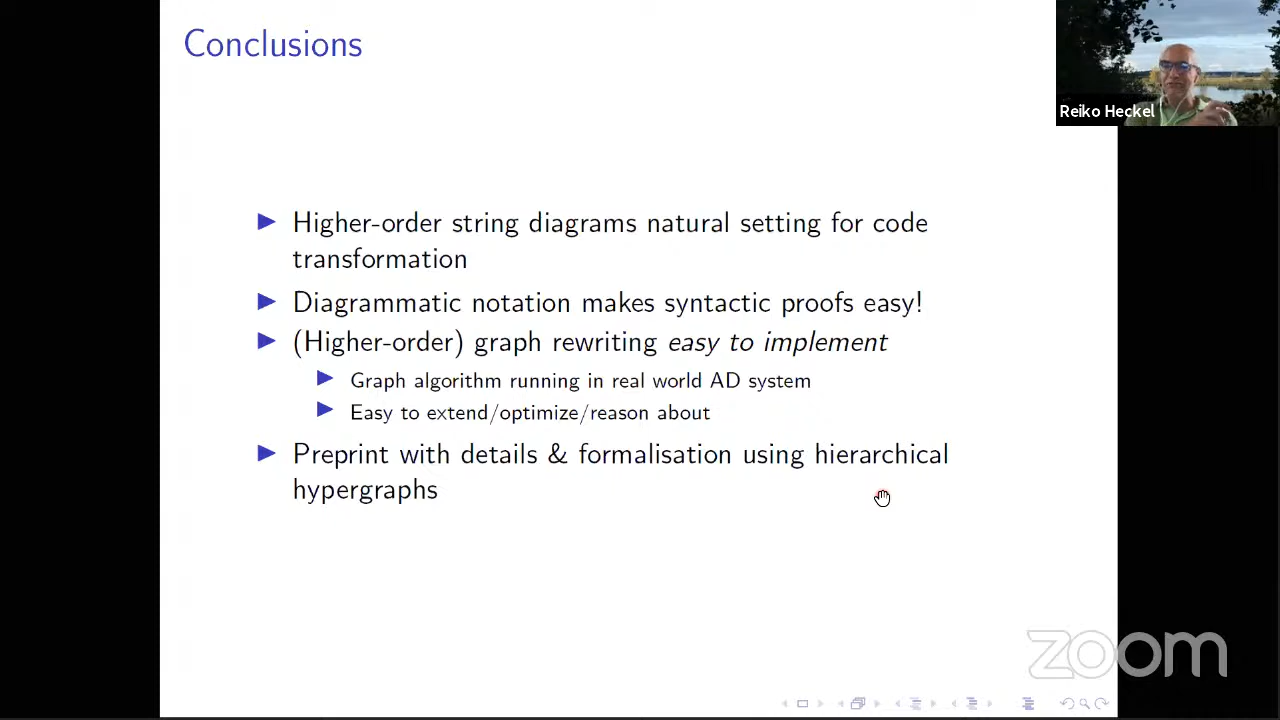 Conclusions
Reiko Heckel
Higher-order string diagrams natural setting for code
transformation
Diagrammatic notation makes syntactic proofs easy!
(Higher-order) graph rewriting easy to implement
Graph algorithm running in real world AD system
Easy to extend/optimize/reason about
Preprint with details & formalisation using hierarchical
hypergraphs
zoom